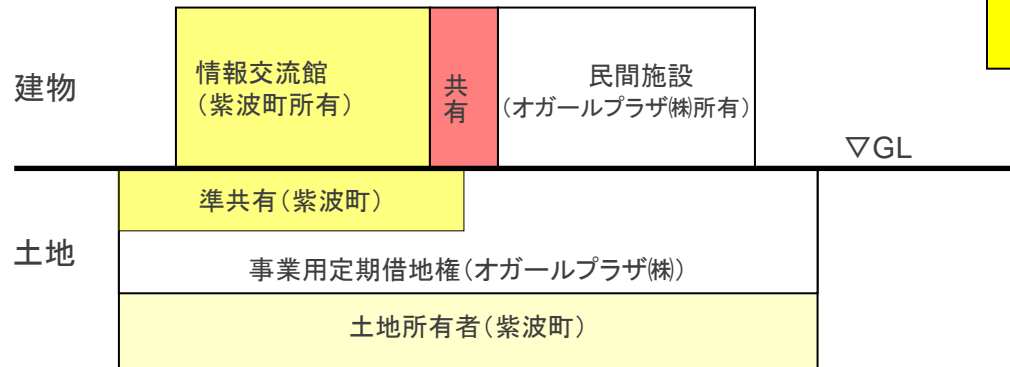 建物
情報交流館
(紫波町所有)
共
有
民間施設
(オガールプラザ㈱所有)
▽GL
土地
準共有(紫波町)
事業用定期借地権(オガールプラザ㈱)
土地所有者(紫波町)